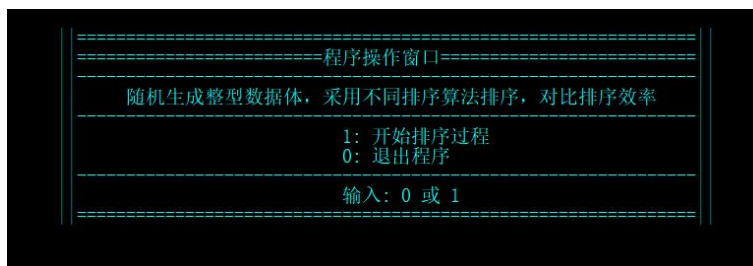 程序操作窗口
随机生成整型数据体，采用不同排序算法排序，对比排序效率
1: 开始排序过程
0: 退出程序
输入: 0 或 1